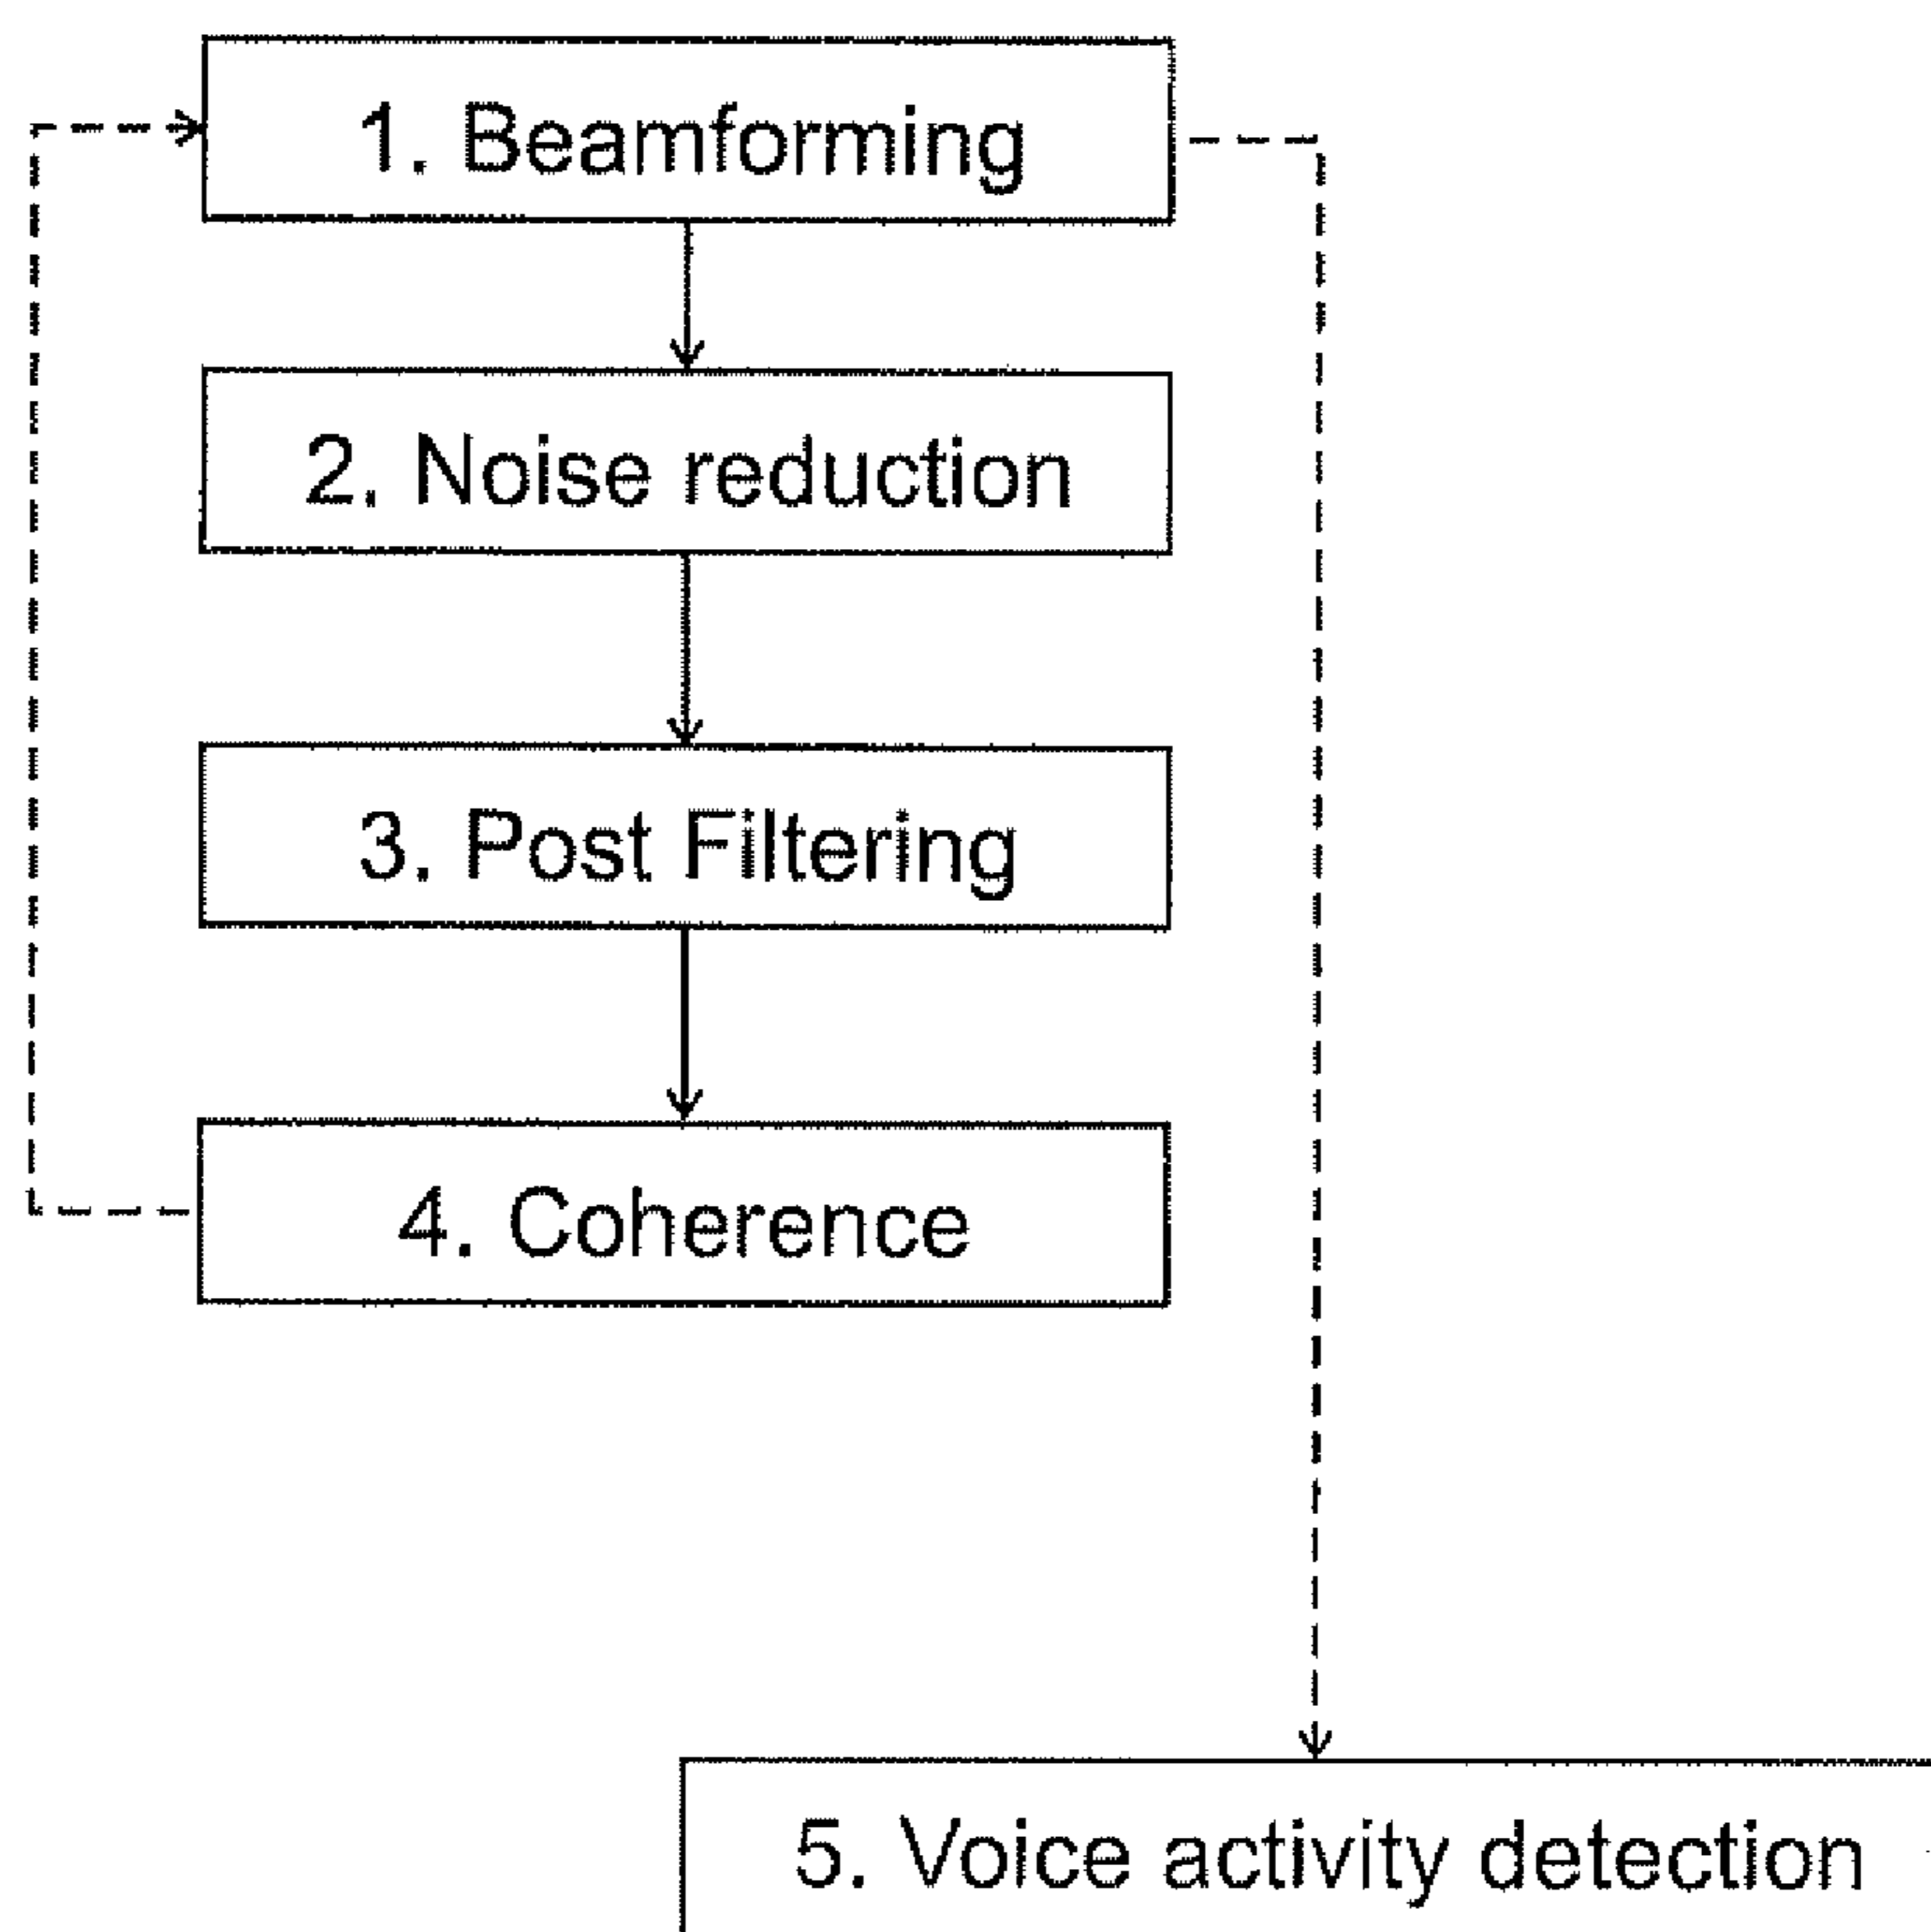 1. Beamforming
2. Noise reduction
3. Post Filtering
4. Coherence
5. Voice activity detection